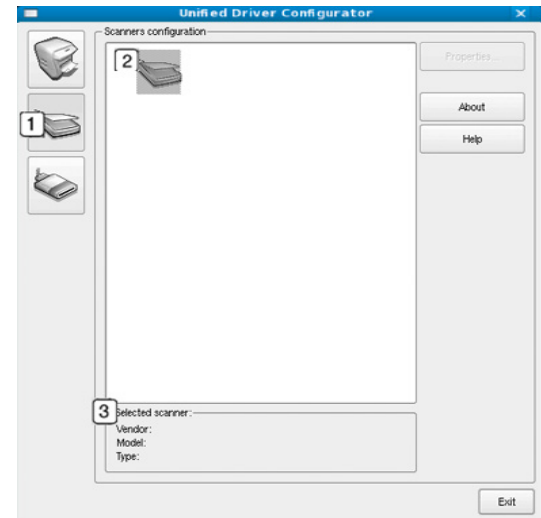 Unified Driver Configurator
Scanners configuration
2
Properties...
1
About
Help
3
Selected scanner:
Vendor:
Model:
Type:
Exit